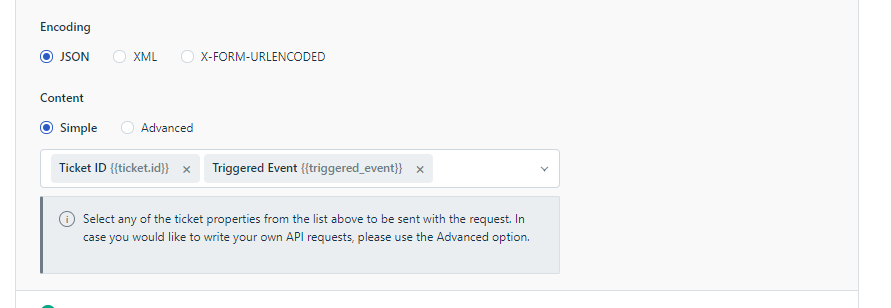 Encoding
JSON XML X-FORM-URLENCODED
Content
Simple Advanced
Ticket ID {{ticket.id}} × Triggered Event {{triggered_event}} ×
Select any of the ticket properties from the list above to be sent with the request. In
case you would like to write your own API requests, please use the Advanced option.